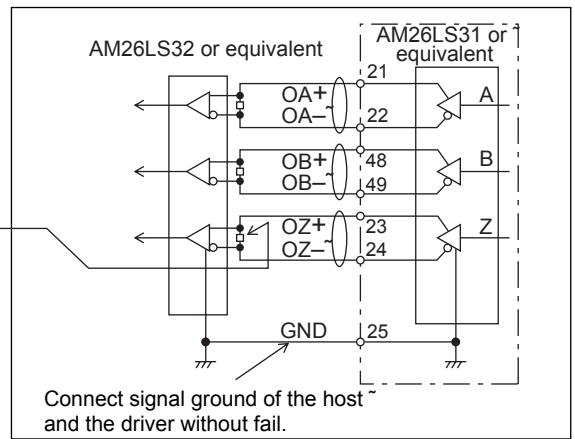 AM26LS31 or ~
equivalent
AM26LS32 or equivalent
21
OA+
A
OA–~
22
OB+
48
B
OB–~
49
OZ+
23
Z
OZ–~
24
GND
25
Connect signal ground of the host ~
and the driver without fail.